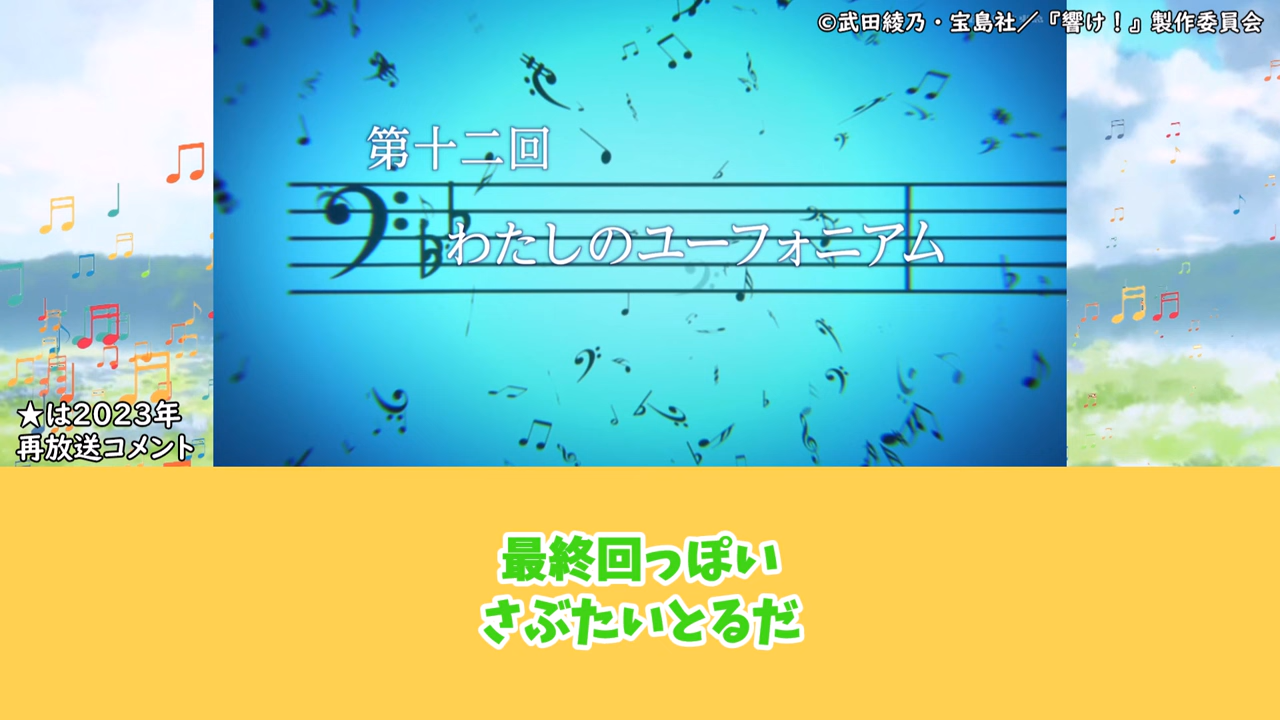 ©武田綾乃・宝島社／『響け！』製作委員会
第十二回
わたしのユーフォニアム
★は2023年
再放送コメント
最終回っぽい
さぶたいとるだ